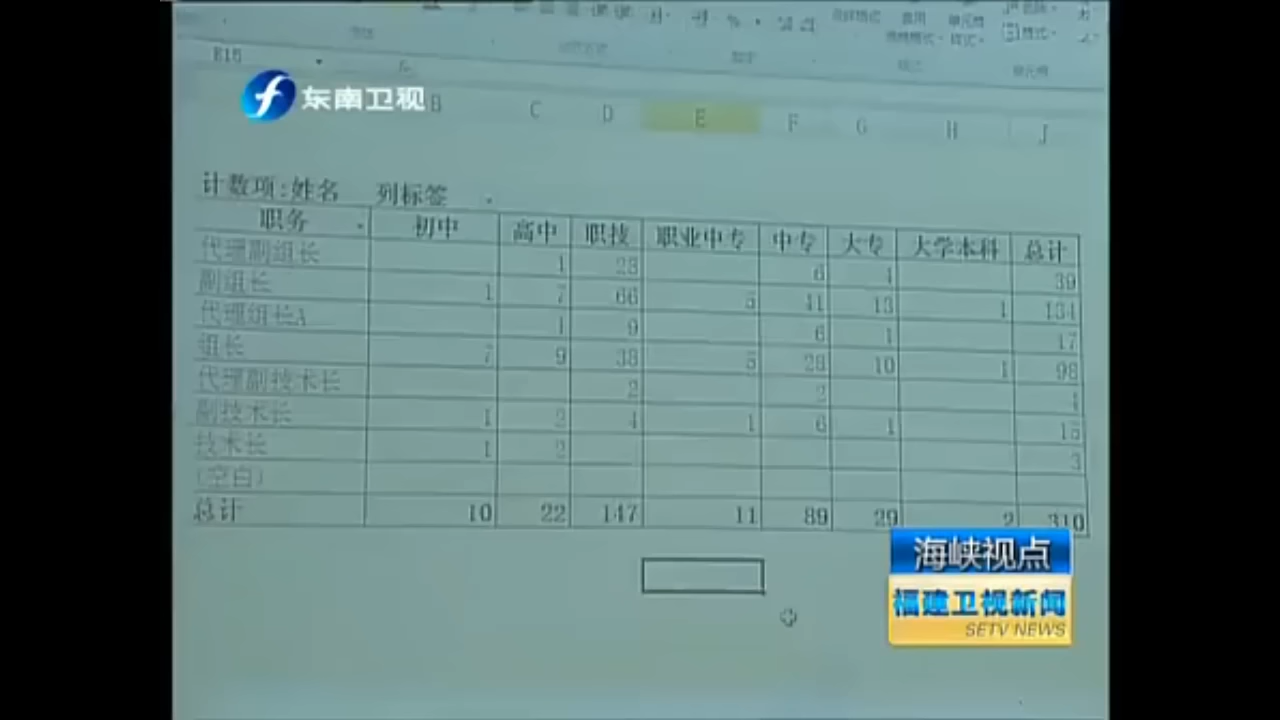 E16
东南卫视
B C D E F G H J
计数项:姓名 列标签
职务 初中 高中 职技 职业中专 中专 大专 大学本科 总计
代理副组长 1 23 6 4 39
副组长 1 7 66 5 41 13 1 134
代理组长A 1 9 6 1 17
组长 7 9 38 5 28 10 1 98
代理副技术长 2 2 4
副技术长 1 2 4 1 6 1 15
技术长 1 2 3
(空白)
总计 10 22 147 11 89 29 2 310
海峡视点
福建卫视新闻
SETV NEWS